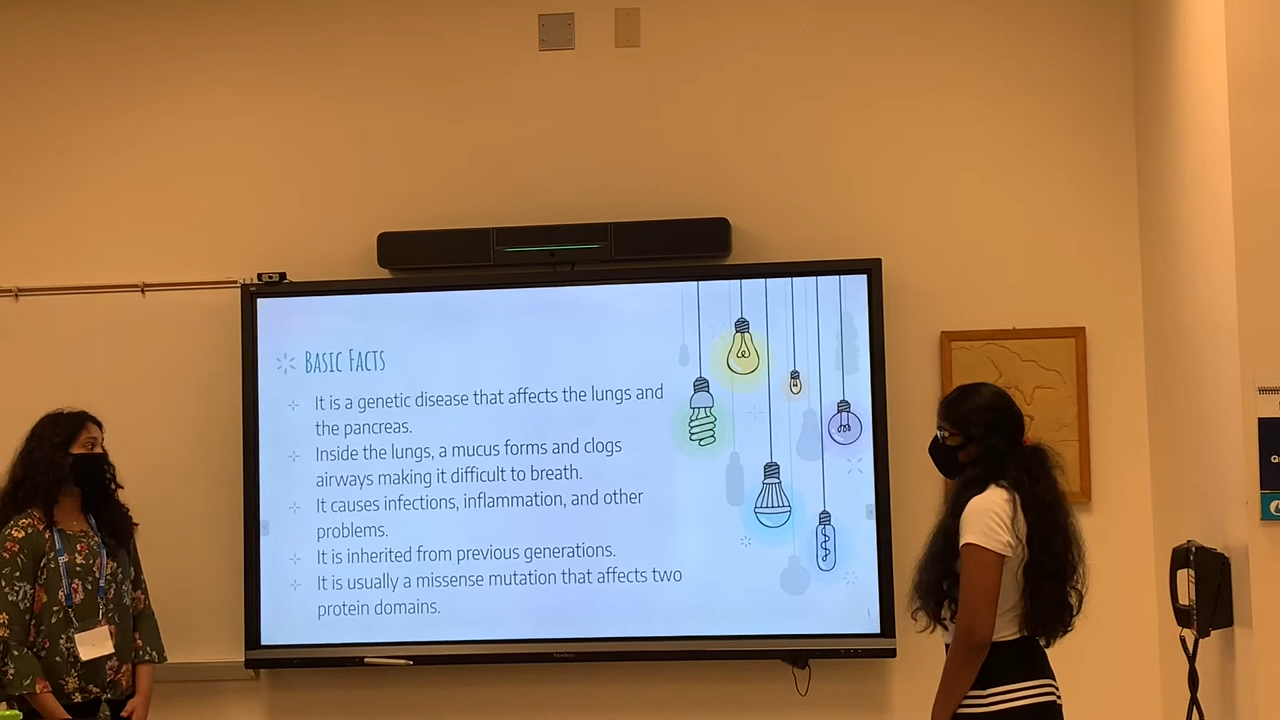 BASIC FACTS
It is a genetic disease that affects the lungs and
the pancreas.
Inside the lungs, a mucus forms and clogs
airways making it difficult to breath.
It causes infections, inflammation, and other
problems.
It is inherited from previous generations.
It is usually a missense mutation that affects two
protein domains.